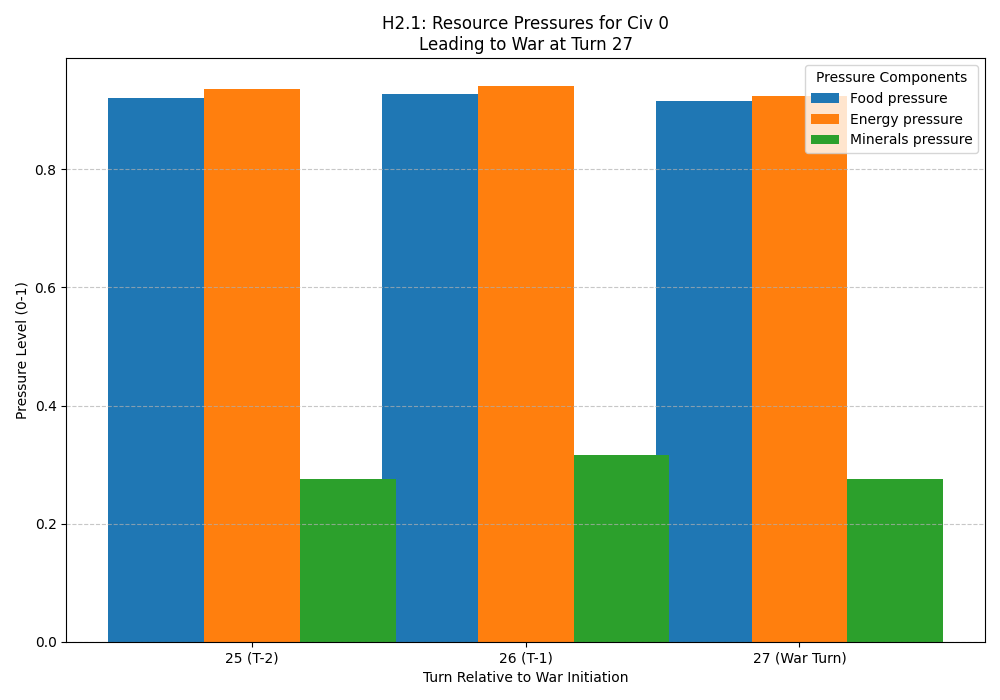 H2.1: Resource Pressures for Civ 0
Leading to War at Turn 27
Pressure Components
Food pressure
Energy pressure
Minerals pressure
Pressure Level (0-1)
0.8
0.6
0.4
0.2
0.0
25 (T-2)
26 (T-1)
27 (War Turn)
Turn Relative to War Initiation